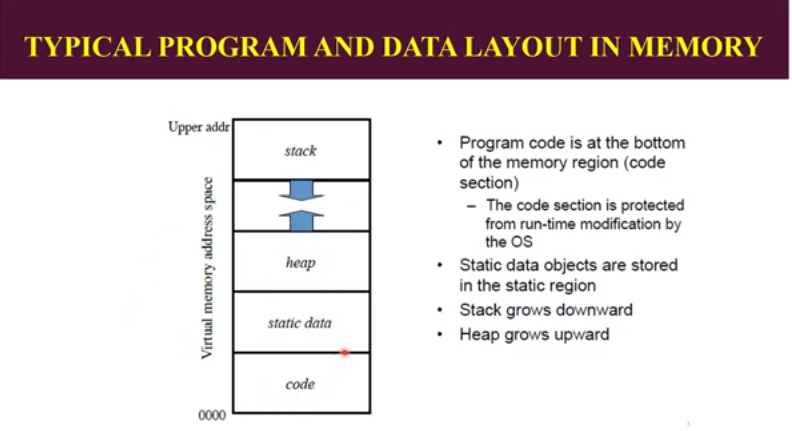 TYPICAL PROGRAM AND DATA LAYOUT IN MEMORY
Upper addr
stack
heap
static data
code
0000
Virtual memory address space
• Program code is at the bottom
of the memory region (code
section)
– The code section is protected
from run-time modification by
the OS
• Static data objects are stored
in the static region
• Stack grows downward
• Heap grows upward